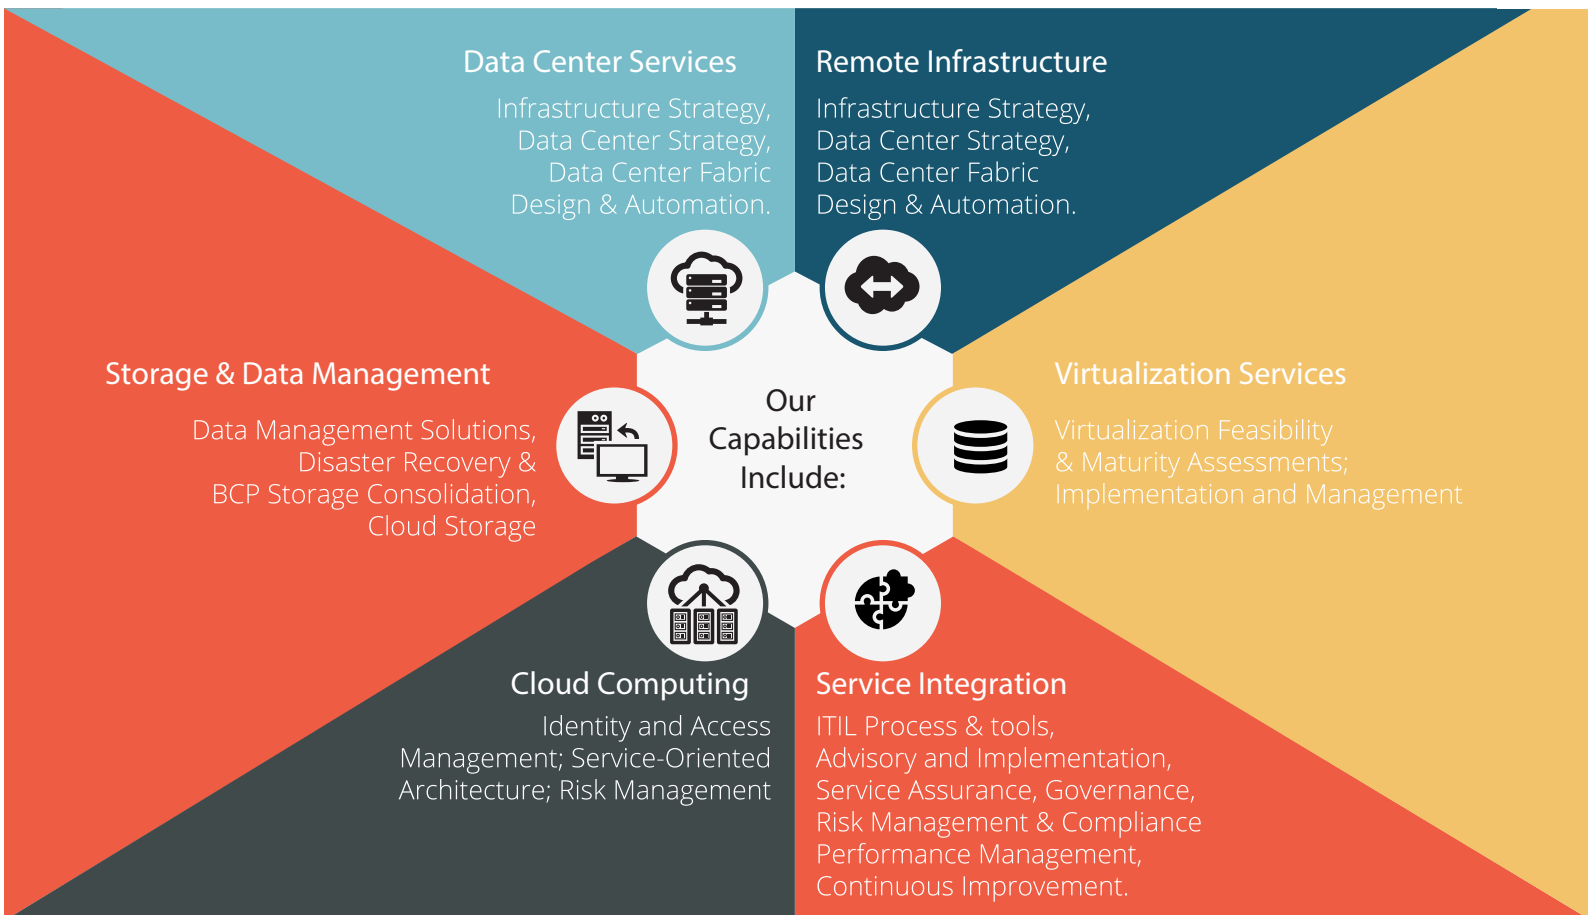 Data Center Services
Infrastructure Strategy,
Data Center Strategy,
Data Center Fabric
Design & Automation.
Remote Infrastructure
Infrastructure Strategy,
Data Center Strategy,
Data Center Fabric
Design & Automation.
Storage & Data Management
Data Management Solutions,
Disaster Recovery &
BCP Storage Consolidation,
Cloud Storage
Our
Capabilities
Include:
Virtualization Services
Virtualization Feasibility
& Maturity Assessments;
Implementation and Management
Cloud Computing
Identity and Access
Management; Service-Oriented
Architecture; Risk Management
Service Integration
ITIL Process & tools,
Advisory and Implementation,
Service Assurance, Governance,
Risk Management & Compliance
Performance Management,
Continuous Improvement.